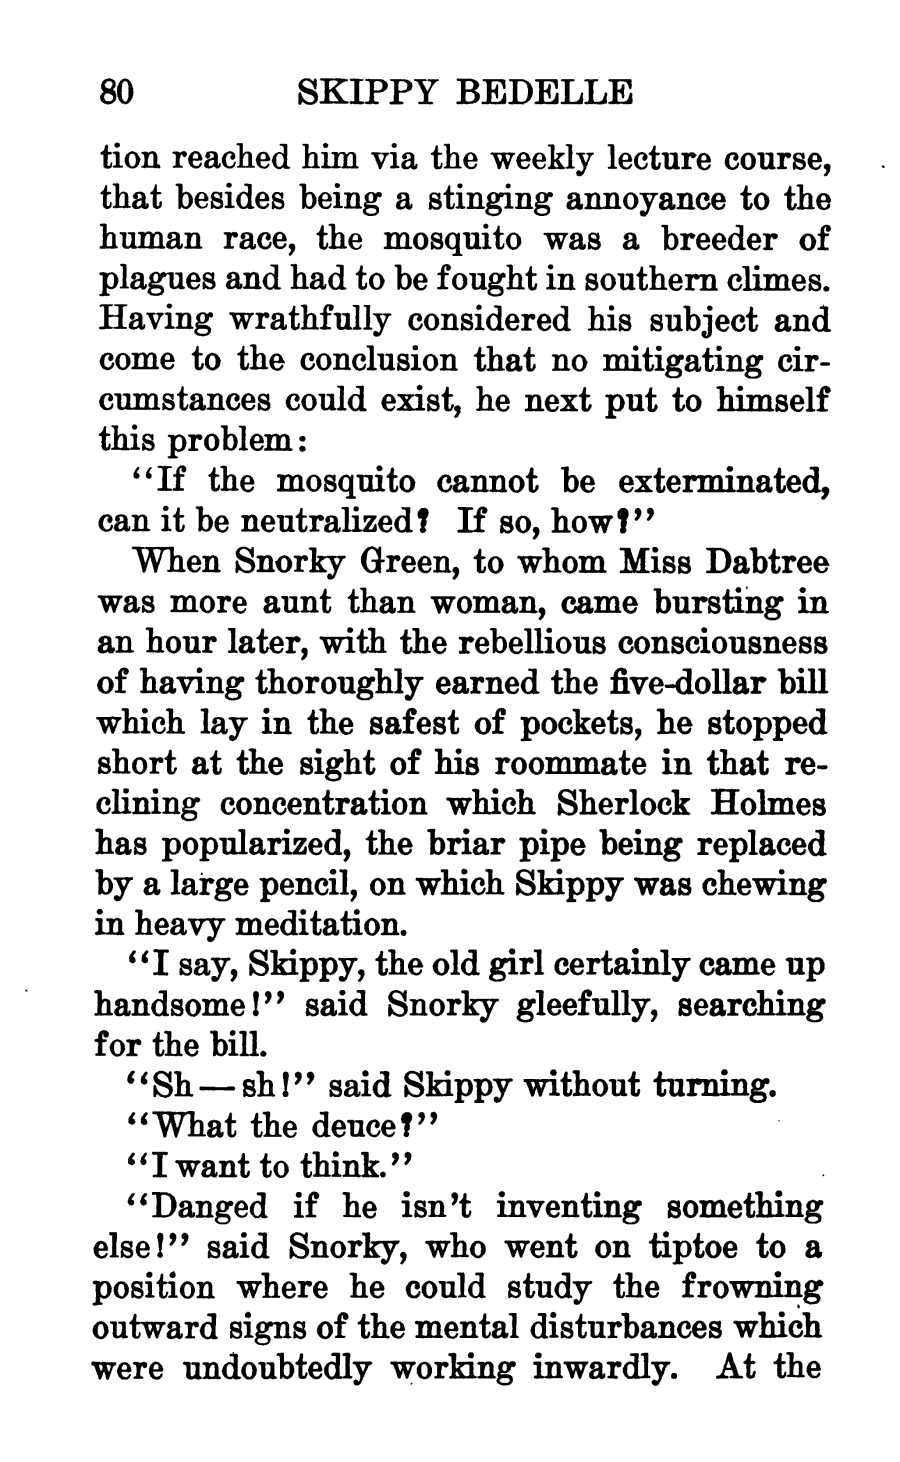 80 SKIPPY BEDELLE
tion reached him via the weekly lecture course,
that besides being a stinging annoyance to the
human race, the mosquito was a breeder of
plagues and had to be fought in southern climes.
Having wrathfully considered his subject and
come to the conclusion that no mitigating cir-
cumstances could exist, he next put to himself
this problem:
“If the mosquito cannot be exterminated,
can it be neutralized? If so, how?”
When Snorky Green, to whom Miss Dabtree
was more aunt than woman, came bursting in
an hour later, with the rebellious consciousness
of having thoroughly earned the five-dollar bill
which lay in the safest of pockets, he stopped
short at the sight of his roommate in that re-
clining concentration which Sherlock Holmes
has popularized, the briar pipe being replaced
by a large pencil, on which Skippy was chewing
in heavy meditation.
“I say, Skippy, the old girl certainly came up
handsome!” said Snorky gleefully, searching
for the bill.
“Sh—sh!” said Skippy without turning.
“What the deuce?”
“I want to think.”
“Danged if he isn't inventing something
else!” said Snorky, who went on tiptoe to a
position where he could study the frowning
outward signs of the mental disturbances which
were undoubtedly working inwardly. At the